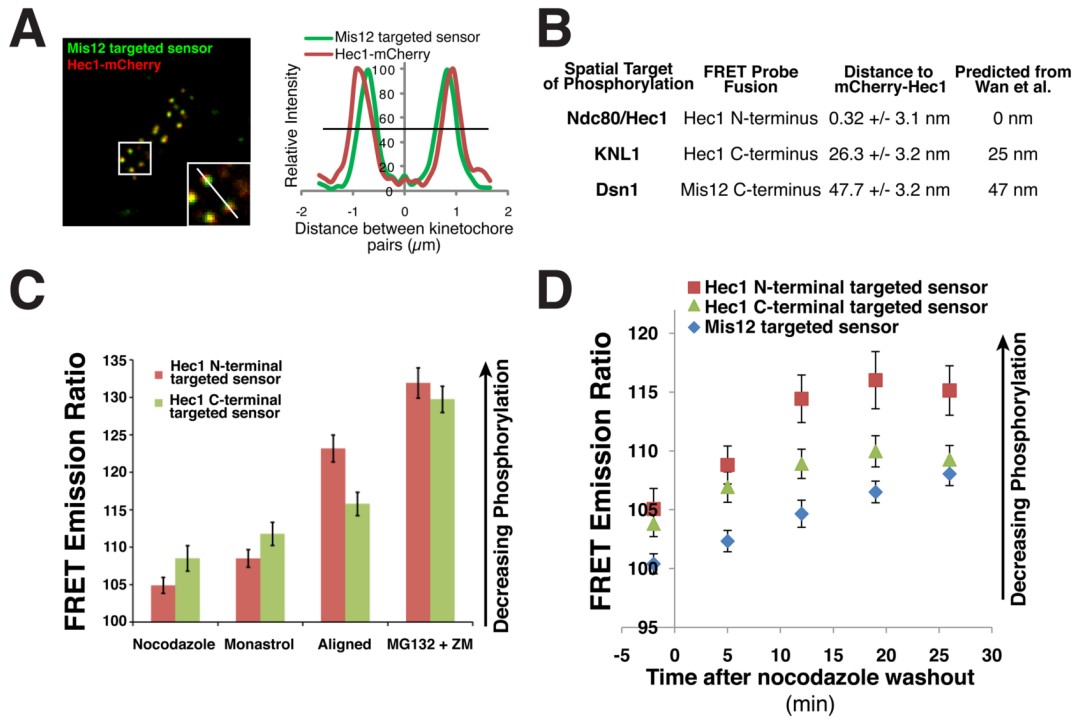 A
Mis12 targeted sensor
Hec1-mCherry
Mis12 targeted sensor
Hec1-mCherry
Relative Intensity
100
80
60
40
20
0
-2 -1 0 1 2
Distance between kinetochore
pairs (µm)
B
Spatial Target
of Phosphorylation
FRET Probe
Fusion
Distance to
mCherry-Hec1
Predicted from
Wan et al.
Ndc80/Hec1 Hec1 N-terminus 0.32 +/- 3.1 nm 0 nm
KNL1 Hec1 C-terminus 26.3 +/- 3.2 nm 25 nm
Dsn1 Mis12 C-terminus 47.7 +/- 3.2 nm 47 nm
C
FRET Emission Ratio
135
130
125
120
115
110
105
100
Hec1 N-terminal
targeted sensor
Hec1 C-terminal
targeted sensor
Nocodazole Monastrol Aligned MG132 + ZM
Decreasing Phosphorylation
D
Hec1 N-terminal targeted sensor
Hec1 C-terminal targeted sensor
Mis12 targeted sensor
FRET Emission Ratio
120
115
110
105
100
95
-5 0 5 10 15 20 25 30
Time after nocodazole washout
(min)
Decreasing Phosphorylation